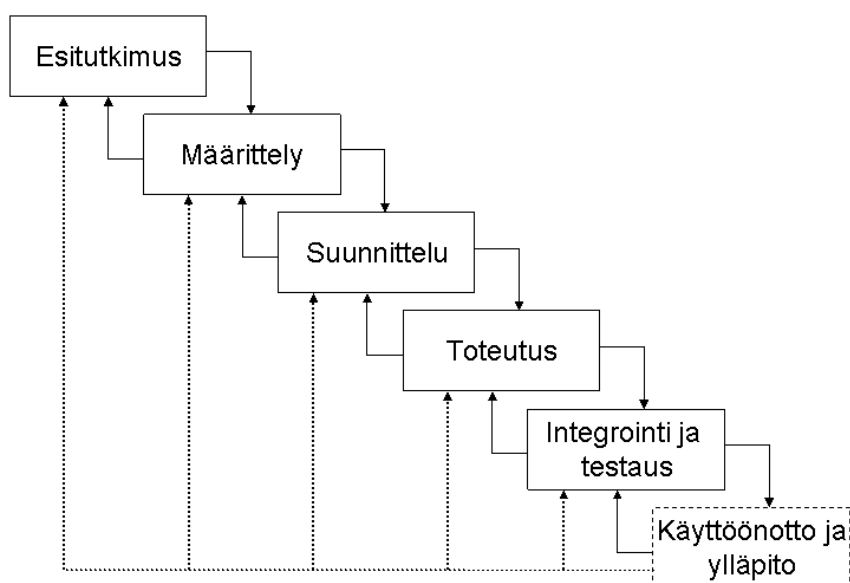 Esitutkimus
Määrittely
Suunnittelu
Toteutus
Integrointi ja
testaus
Käyttöönotto ja
ylläpito